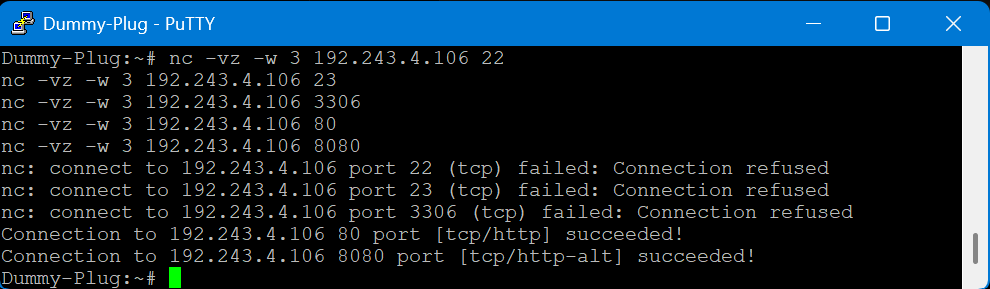 Dummy-Plug - PuTTY
Dummy-Plug:~# nc -vz -w 3 192.243.4.106 22
nc -vz -w 3 192.243.4.106 23
nc -vz -w 3 192.243.4.106 3306
nc -vz -w 3 192.243.4.106 80
nc -vz -w 3 192.243.4.106 8080
nc: connect to 192.243.4.106 port 22 (tcp) failed: Connection refused
nc: connect to 192.243.4.106 port 23 (tcp) failed: Connection refused
nc: connect to 192.243.4.106 port 3306 (tcp) failed: Connection refused
Connection to 192.243.4.106 80 port [tcp/http] succeeded!
Connection to 192.243.4.106 8080 port [tcp/http-alt] succeeded!
Dummy-Plug:~#